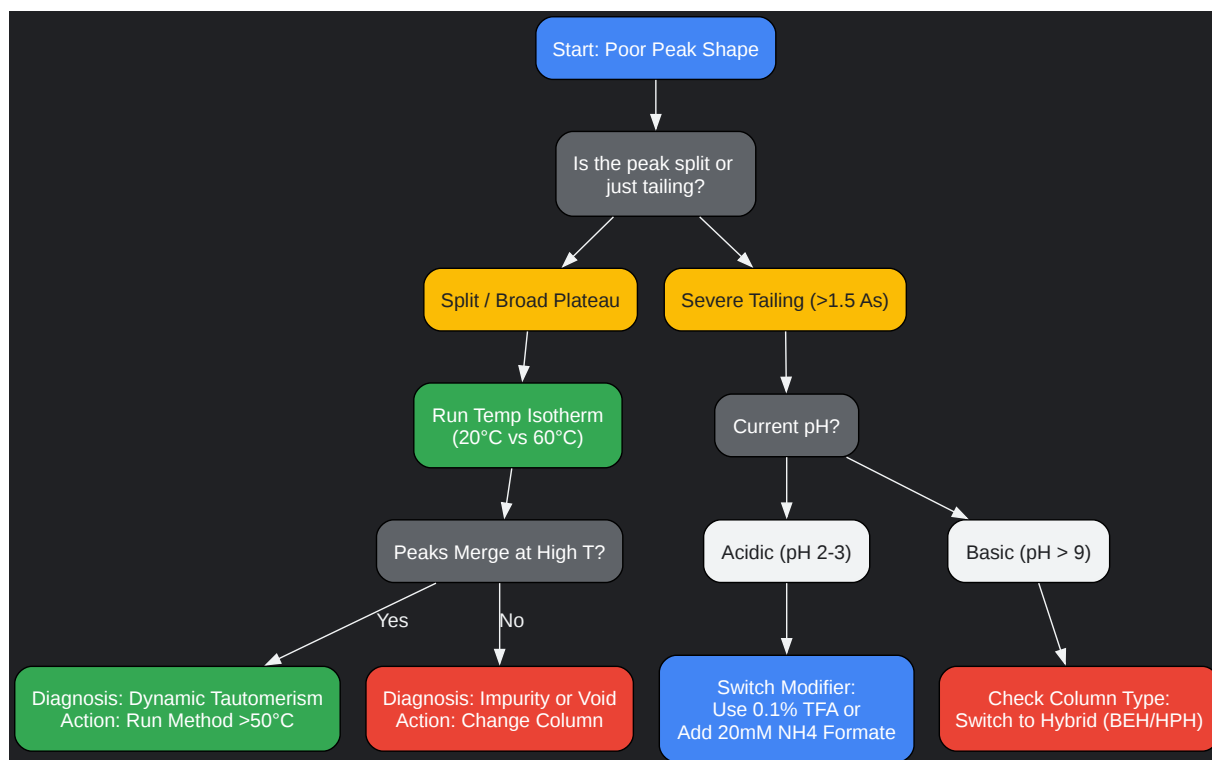 Start: Poor Peak Shape
Is the peak split or
just tailing?
Split / Broad Plateau
Severe Tailing (>1.5 As)
Run Temp Isotherm
(20°C vs 60°C)
Current pH?
Peaks Merge at High T?
Acidic (pH 2-3)
Basic (pH > 9)
Yes
No
Diagnosis: Dynamic Tautomerism
Action: Run Method >50°C
Diagnosis: Impurity or Void
Action: Change Column
Switch Modifier:
Use 0.1% TFA or
Add 20mM NH4 Formate
Check Column Type:
Switch to Hybrid (BEH/HPH)